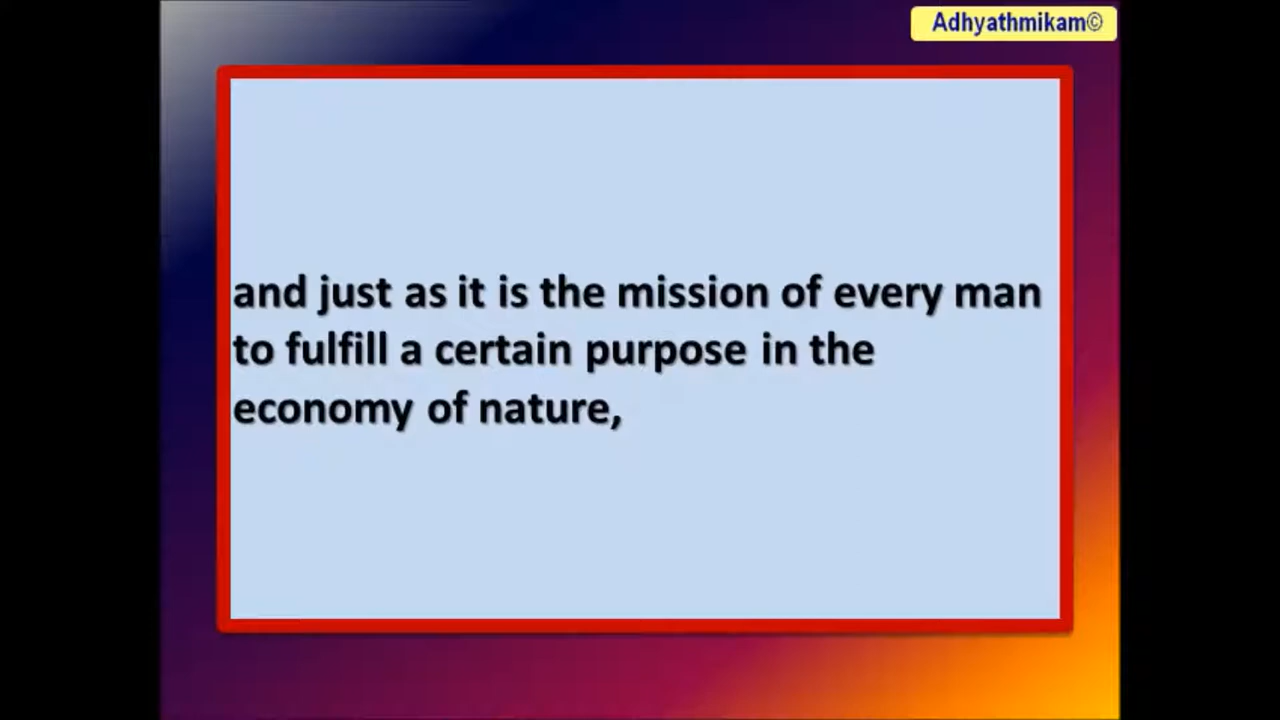 Adhyathmikam©
and just as it is the mission of every man
to fulfill a certain purpose in the
economy of nature,